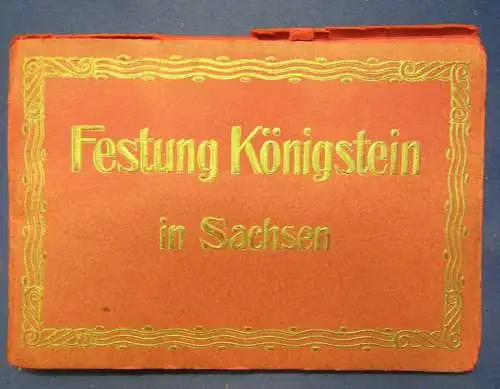 Festung Königstein
in Sachsen